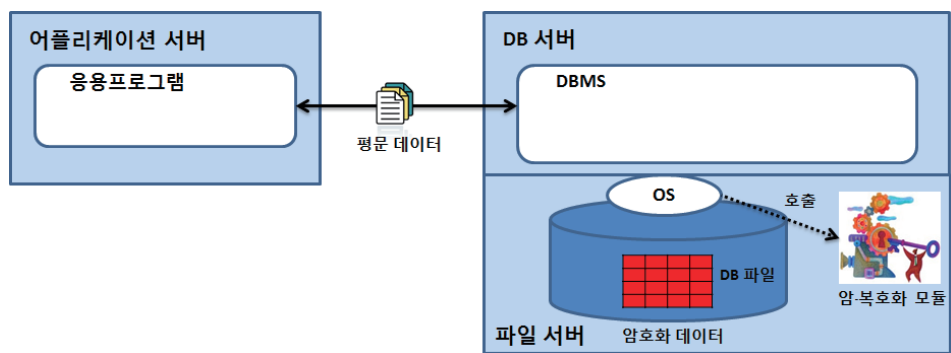 어플리케이션 서버
응용프로그램
평문 데이터
DB 서버
DBMS
OS
호출
DB 파일
암·복호화 모듈
암호화 데이터
파일 서버